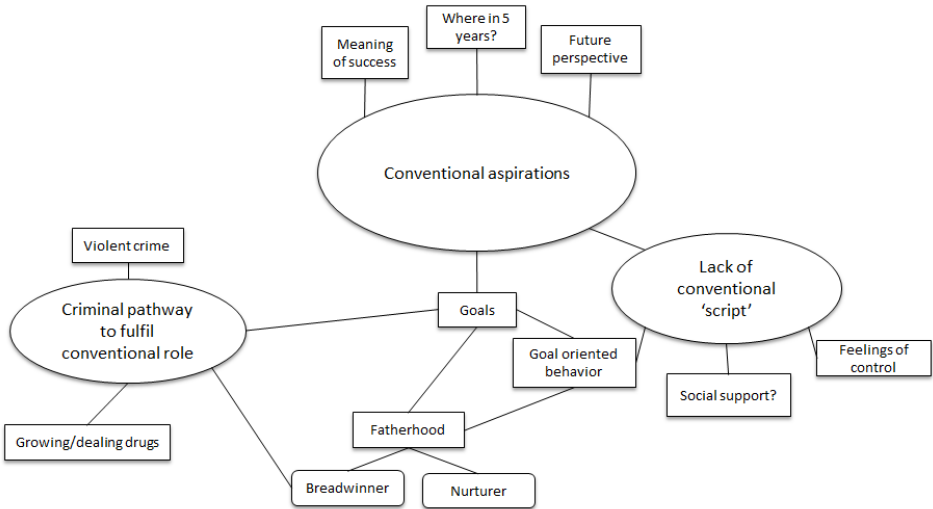 Where in 5
years?
Meaning
of success
Future
perspective
Conventional aspirations
Violent crime
Lack of
conventional
‘script’
Criminal pathway
to fulfil
conventional role
Goals
Goal oriented
behavior
Feelings of
control
Social support?
Growing/dealing drugs
Fatherhood
Breadwinner
Nurturer